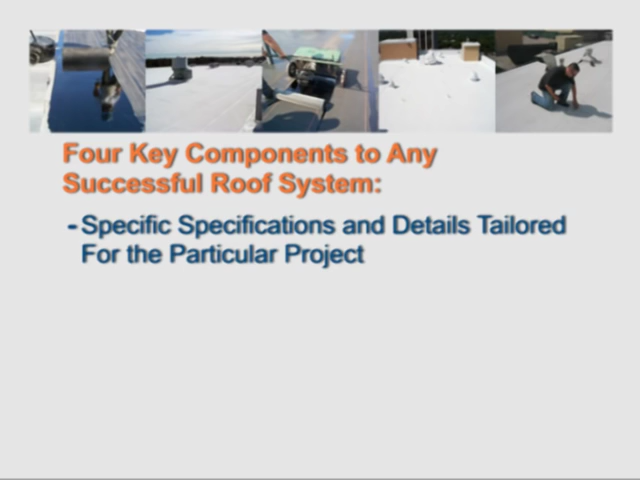 Four Key Components to Any
Successful Roof System:
- Specific Specifications and Details Tailored
For the Particular Project